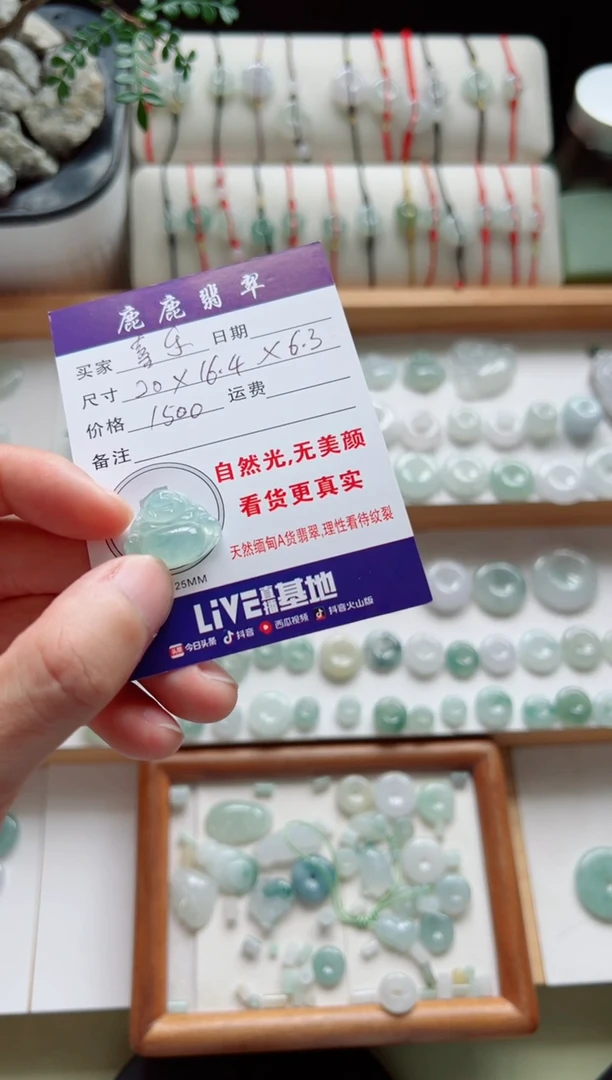 鹿鹿翡翠
买家 喜乐 日期
尺寸 20×16.4×6.3
价格 1500 运费
备注
自然光,无美颜
看货更真实
天然缅甸A货翡翠,理性看待纹裂
25MM
LiVE直播基地
今日头条 抖音 西瓜视频 抖音火山版